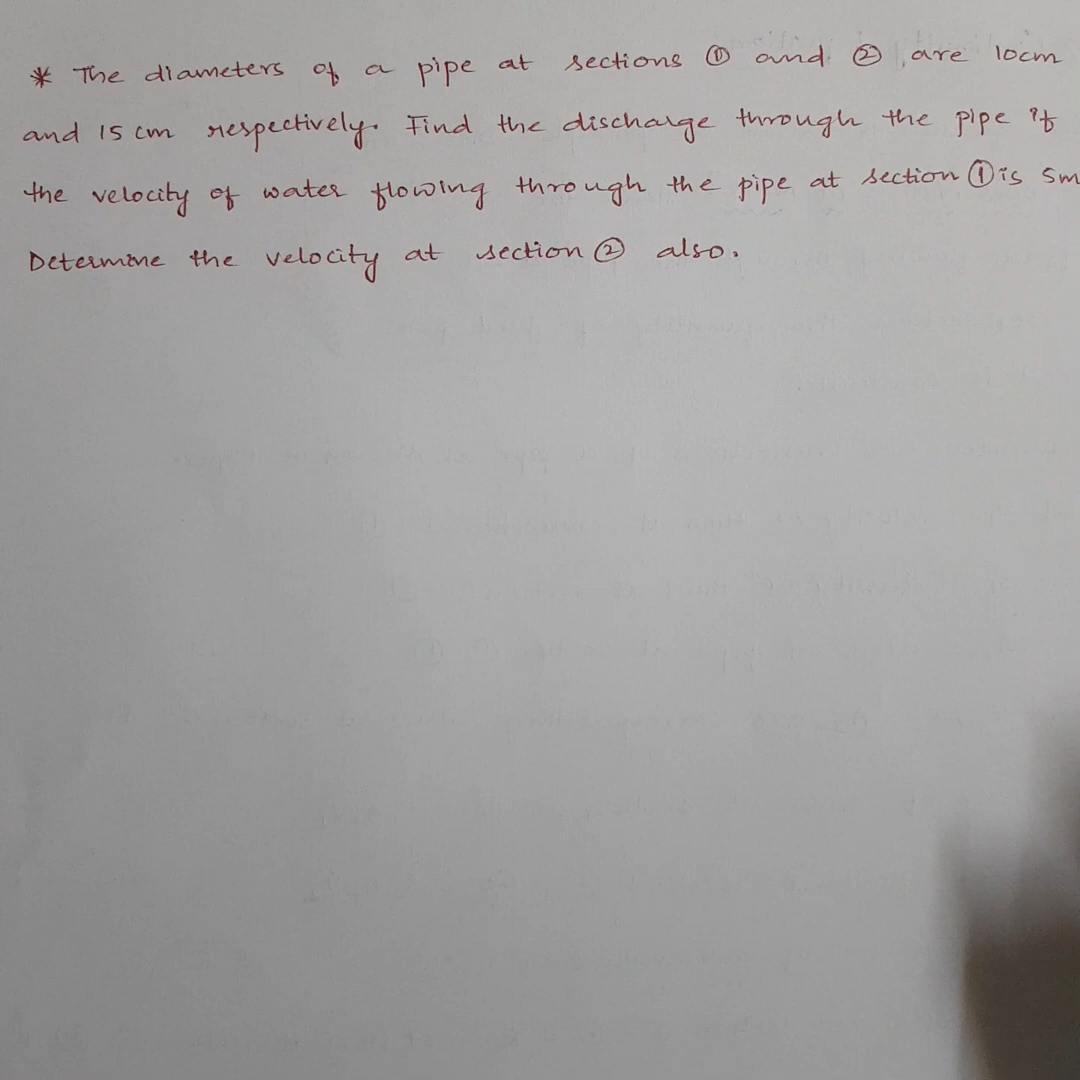 * The diameters of a pipe at sections ① and ② are 10cm
and 15 cm respectively. Find the discharge through the pipe if
the velocity of water flowing through the pipe at section ① is 5m
Determine the velocity at section ② also.